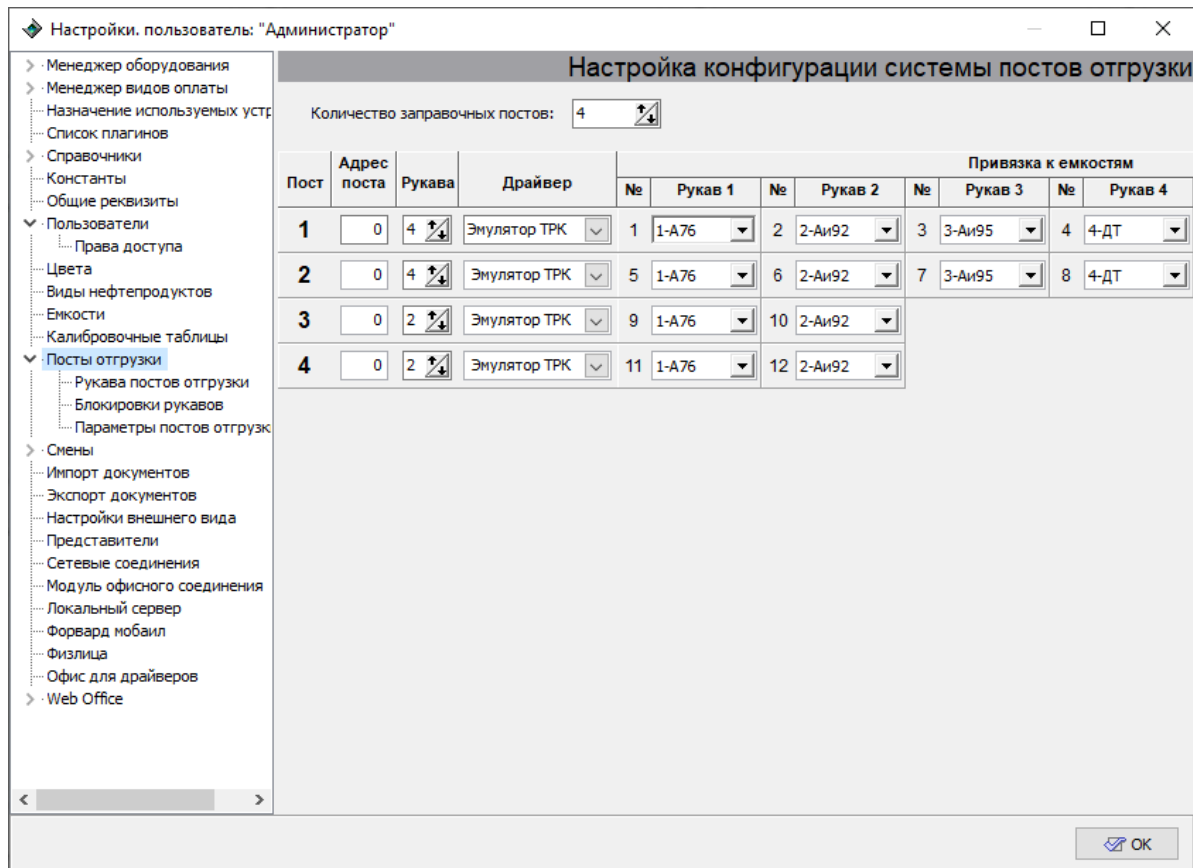 Настройки. пользователь: "Администратор"
Менеджер оборудования
Менеджер видов оплаты
Назначение используемых устр
Список плагинов
Справочники
Константы
Общие реквизиты
Пользователи
Права доступа
Цвета
Виды нефтепродуктов
Емкости
Калибровочные таблицы
Посты отгрузки
Рукава постов отгрузки
Блокировки рукавов
Параметры постов отгрузк
Смены
Импорт документов
Экспорт документов
Настройки внешнего вида
Представители
Сетевые соединения
Модуль офисного соединения
Локальный сервер
Форвард мобаил
Физлица
Офис для драйверов
Web Office
Настройка конфигурации системы постов отгрузки
Количество заправочных постов: 4
Привязка к емкостям
Пост Адрес поста Рукава Драйвер № Рукав 1 № Рукав 2 № Рукав 3 № Рукав 4
1 0 4 Эмулятор ТРК 1 1-А76 2 2-Аи92 3 3-Аи95 4 4-ДТ
2 0 4 Эмулятор ТРК 5 1-А76 6 2-Аи92 7 3-Аи95 8 4-ДТ
3 0 2 Эмулятор ТРК 9 1-А76 10 2-Аи92
4 0 2 Эмулятор ТРК 11 1-А76 12 2-Аи92
OK